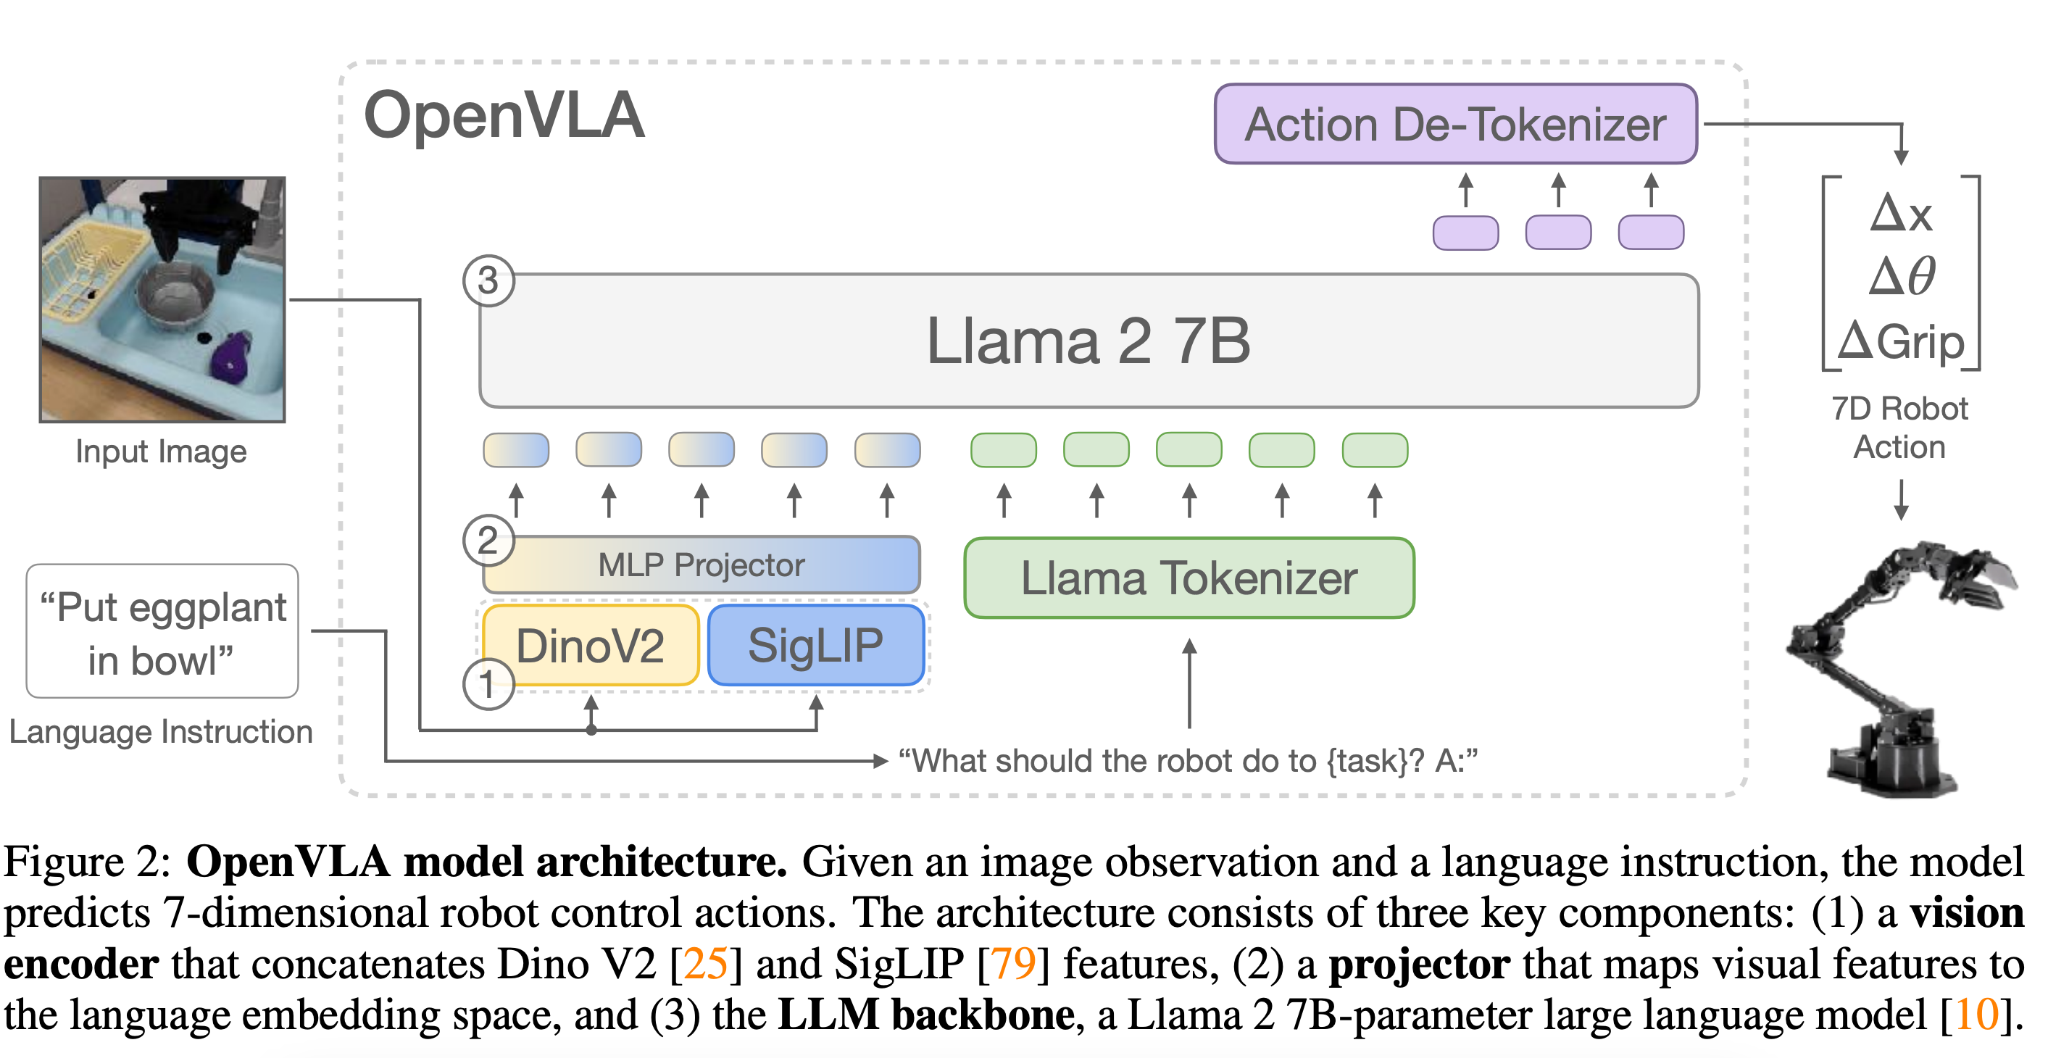 OpenVLA
Action De-Tokenizer
Δx
Δθ
ΔGrip
7D Robot
Action
3
Llama 2 7B
Input Image
2
MLP Projector
Llama Tokenizer
1
DinoV2
SigLIP
“Put eggplant
in bowl”
Language Instruction
“What should the robot do to {task}? A:”
Figure 2: OpenVLA model architecture. Given an image observation and a language instruction, the model
predicts 7-dimensional robot control actions. The architecture consists of three key components: (1) a vision
encoder that concatenates Dino V2 [25] and SigLIP [79] features, (2) a projector that maps visual features to
the language embedding space, and (3) the LLM backbone, a Llama 2 7B-parameter large language model [10].